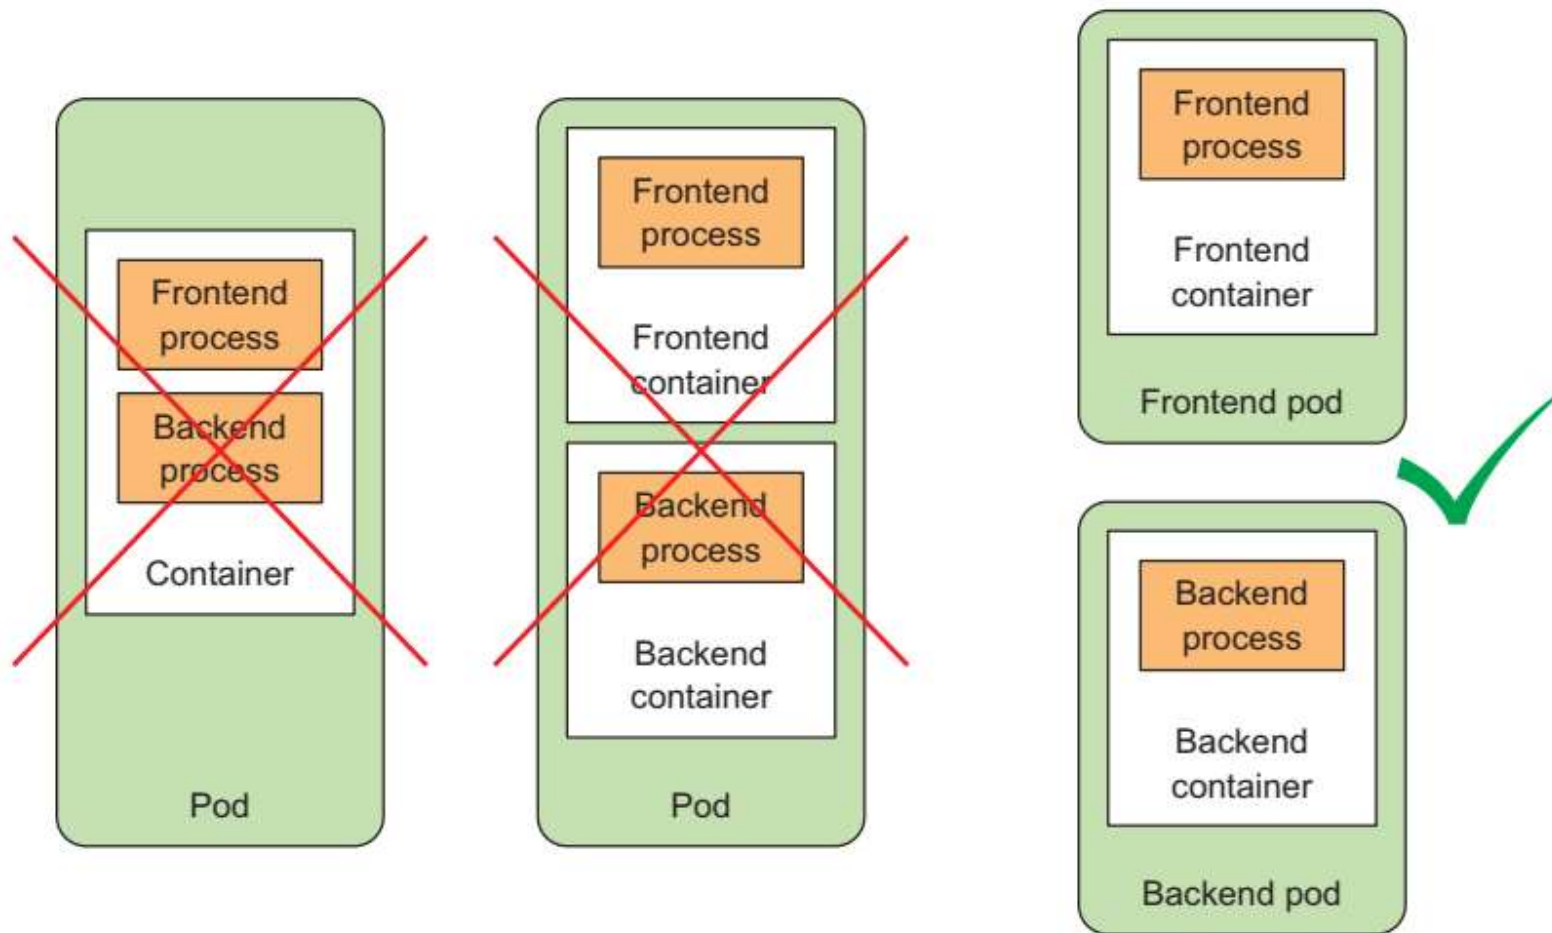 Frontend
process
Backend
process
Container
Pod
Frontend
process
Frontend
container
Backend
process
Backend
container
Pod
Frontend
process
Frontend
container
Frontend pod
Backend
process
Backend
container
Backend pod